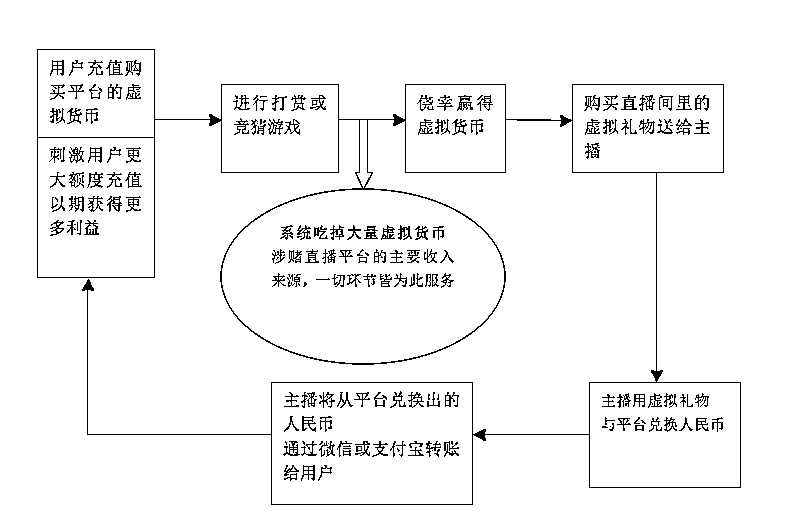 用户充值购
买平台的虚
拟货币
刺激用户更
大额度充值
以期获得更
多利益
进行打赏或
竞猜游戏
侥幸赢得
虚拟货币
购买直播间里的
虚拟礼物送给主
播
系统吃掉大量虚拟货币
涉赌直播平台的主要收入
来源，一切环节皆为此服务
主播用虚拟礼物
与平台兑换人民币
主播将从平台兑换出的
人民币
通过微信或支付宝转账
给用户